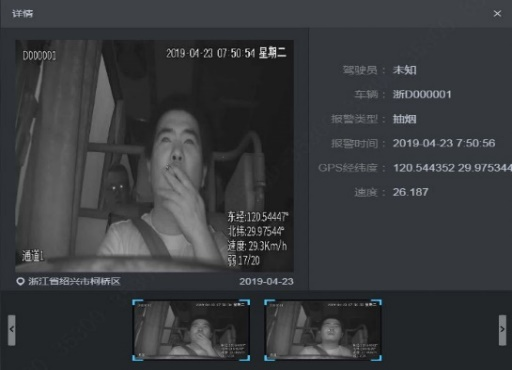 详情
×
D000001
2019-04-23 07:50:54 星期二
东经:120.54447°
北纬:29.97544°
速度: 29.3Km/h
弱:17/20
通道1
浙江省绍兴市柯桥区
2019-04-23
驾驶员： 未知
车辆： 浙D000001
报警类型： 抽烟
报警时间： 2019-04-23 7:50:56
GPS经纬度： 120.544352 29.975344
速度： 26.187